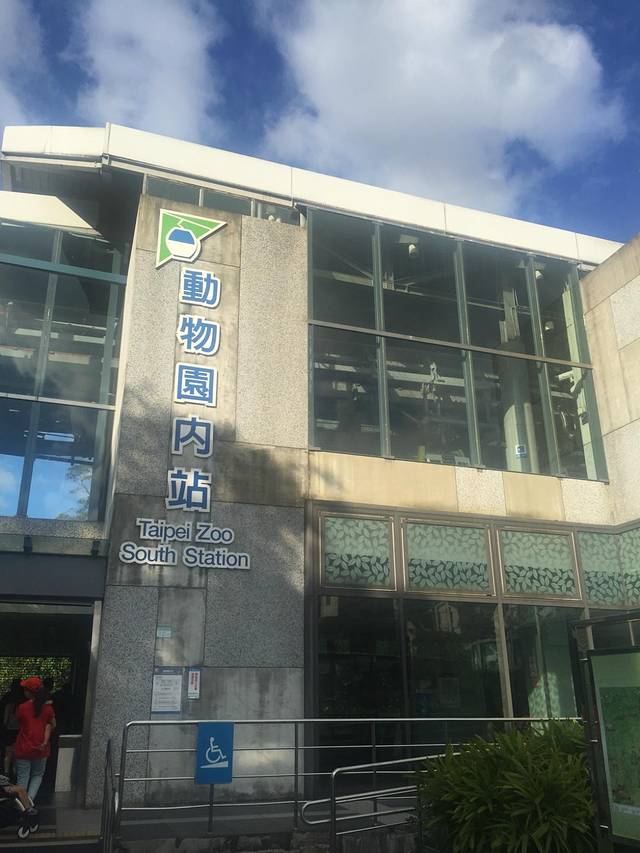 動物園內站
Taipei Zoo
South Station